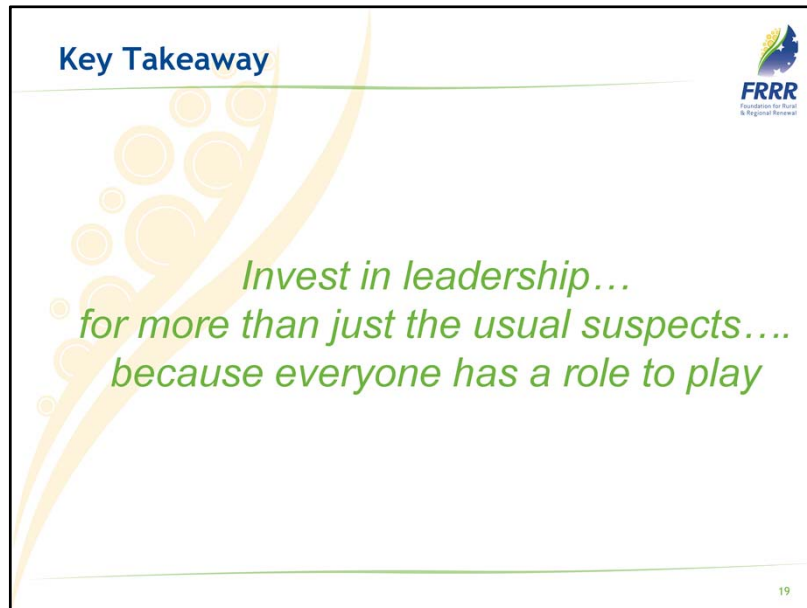 Key Takeaway
FRRR
Foundation for Rural
& Regional Renewal
Invest in leadership…
for more than just the usual suspects….
because everyone has a role to play
19